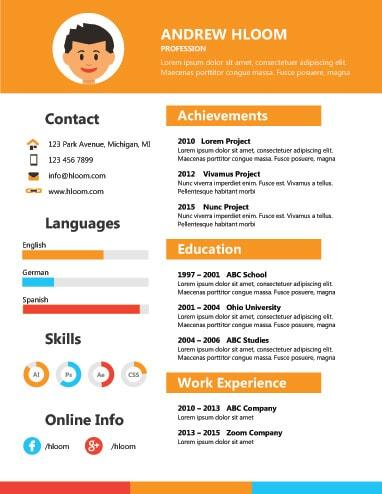 ANDREW HLOOM
PROFESSION
Lorem ipsum dolor sit amet, consectetuer adipiscing elit.
Maecenas porttitor congue massa. Fusce posuere, magna
Contact
123 Park Avenue, Michigan, MI
123 456 7899
info@hloom.com
www.hloom.com
Languages
English
German
Spanish
Skills
AI
Ps
Ae
CSS
Online Info
f /hloom
g+ /hloom
Achievements
2010 Lorem Project
Lorem ipsum dolor sit amet, consectetuer adipiscing elit.
Maecenas porttitor congue massa. Fusce posuere, magna
2012 Vivamus Project
Nunc viverra imperdiet enim. Fusce est. Vivamus a tellus.
Pellentesque habitant morbi
2015 Nunc Project
Nunc viverra imperdiet enim. Fusce est. Vivamus a tellus.
Pellentesque habitant morbi
Education
1997 – 2001 ABC School
Lorem ipsum dolor sit amet, consectetuer adipiscing elit.
Maecenas porttitor congue massa. Fusce posuere, magna
2001 – 2004 Ohio University
Lorem ipsum dolor sit amet, consectetuer adipiscing elit.
Maecenas porttitor congue massa. Fusce posuere, magna
2004 – 2006 ABC Studies
Lorem ipsum dolor sit amet, consectetuer adipiscing elit.
Maecenas porttitor congue massa. Fusce posuere, magna
Work Experience
2010 – 2013 ABC Company
Lorem ipsum dolor sit amet
2013 – 2015 Zoom Company
Lorem ipsum dolor sit amet